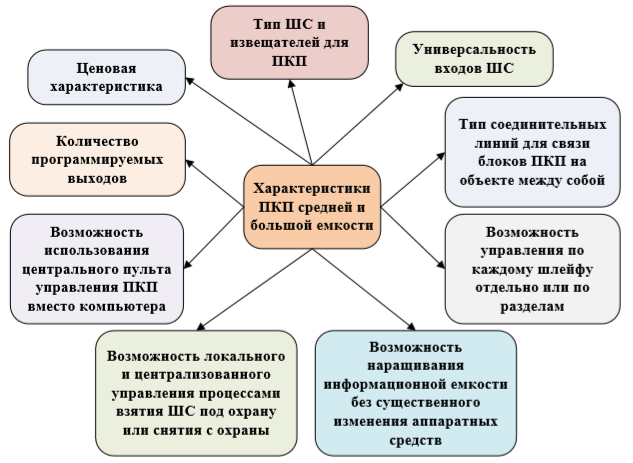 Тип ШС и
извещателей для
ПКП
Универсальность
входов ШС
Ценовая
характеристика
Тип соединительных
линий для связи
блоков ПКП на
объекте между собой
Количество
программируемых
выходов
Характеристики
ПКП средней и
большой емкости
Возможность
использования
центрального пульта
управления ПКП
вместо компьютера
Возможность
управления по
каждому шлейфу
отдельно или по
разделам
Возможность локального
и централизованного
управления процессами
взятия ШС под охрану
или снятия с охраны
Возможность
наращивания
информационной емкости
без существенного
изменения аппаратных
средств